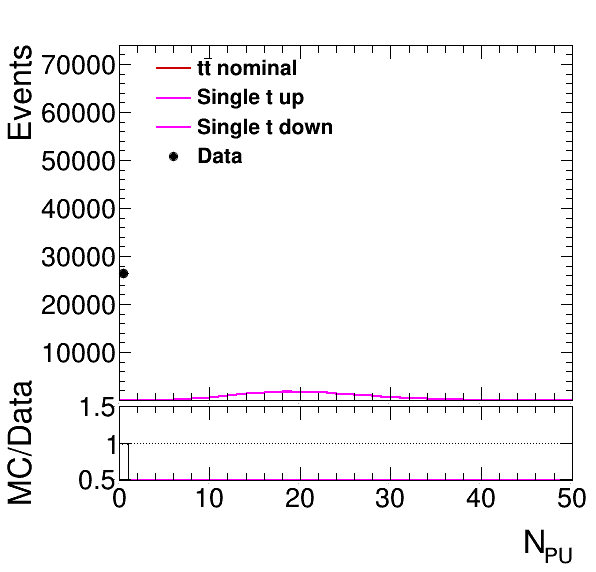 Events
70000
60000
50000
40000
30000
20000
10000
tt̄ nominal
Single t up
Single t down
Data
MC/Data
1.5
1
0.5
0 10 20 30 40 50
N_PU